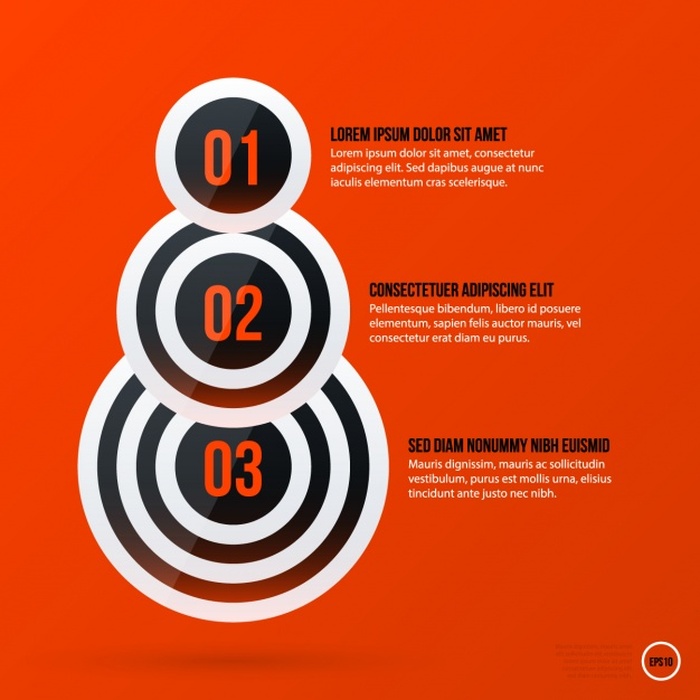 01
LOREM IPSUM DOLOR SIT AMET
Lorem ipsum dolor sit amet, consectetur
adipiscing elit. Sed dapibus augue at nunc
iaculis elementum cras scelerisque.
02
CONSECTETUER ADIPISCING ELIT
Pellentesque bibendum, libero id posuere
elementum, sapien felis auctor mauris, vel
consectetur erat diam eu purus.
03
SED DIAM NONUMMY NIBH EUISMID
Mauris dignissim, mauris ac sollicitudin
vestibulum, purus est mollis urna, elisius
tincidunt ante justo nec nibh.
EPS10